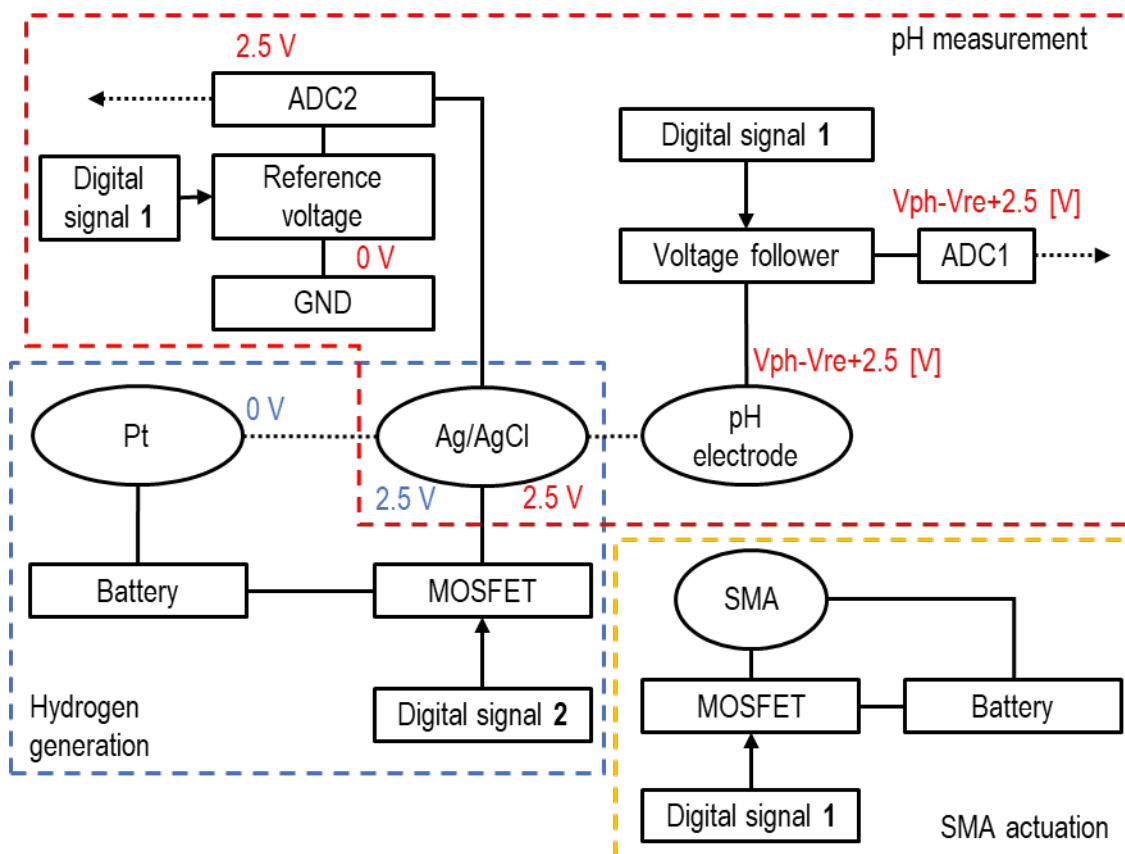 pH measurement
2.5 V
ADC2
Digital
signal 1
Reference
voltage
0 V
GND
Digital signal 1
Vph-Vre+2.5 [V]
Voltage follower
ADC1
Vph-Vre+2.5 [V]
Pt
0 V
Ag/AgCl
pH
electrode
2.5 V
2.5 V
Battery
MOSFET
Digital signal 2
Hydrogen
generation
SMA
MOSFET
Battery
Digital signal 1
SMA actuation